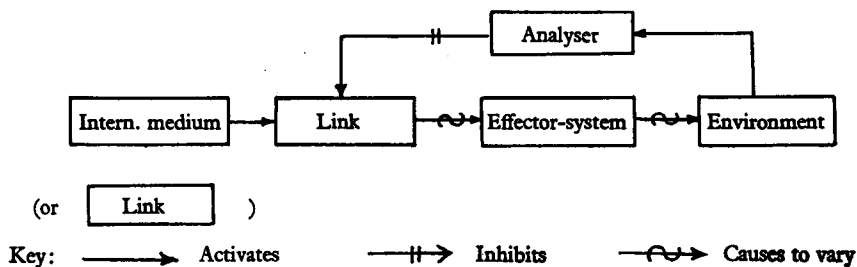 Analyser
Intern. medium Link Effector-system Environment
(or Link )
Key: Activates Inhibits Causes to vary